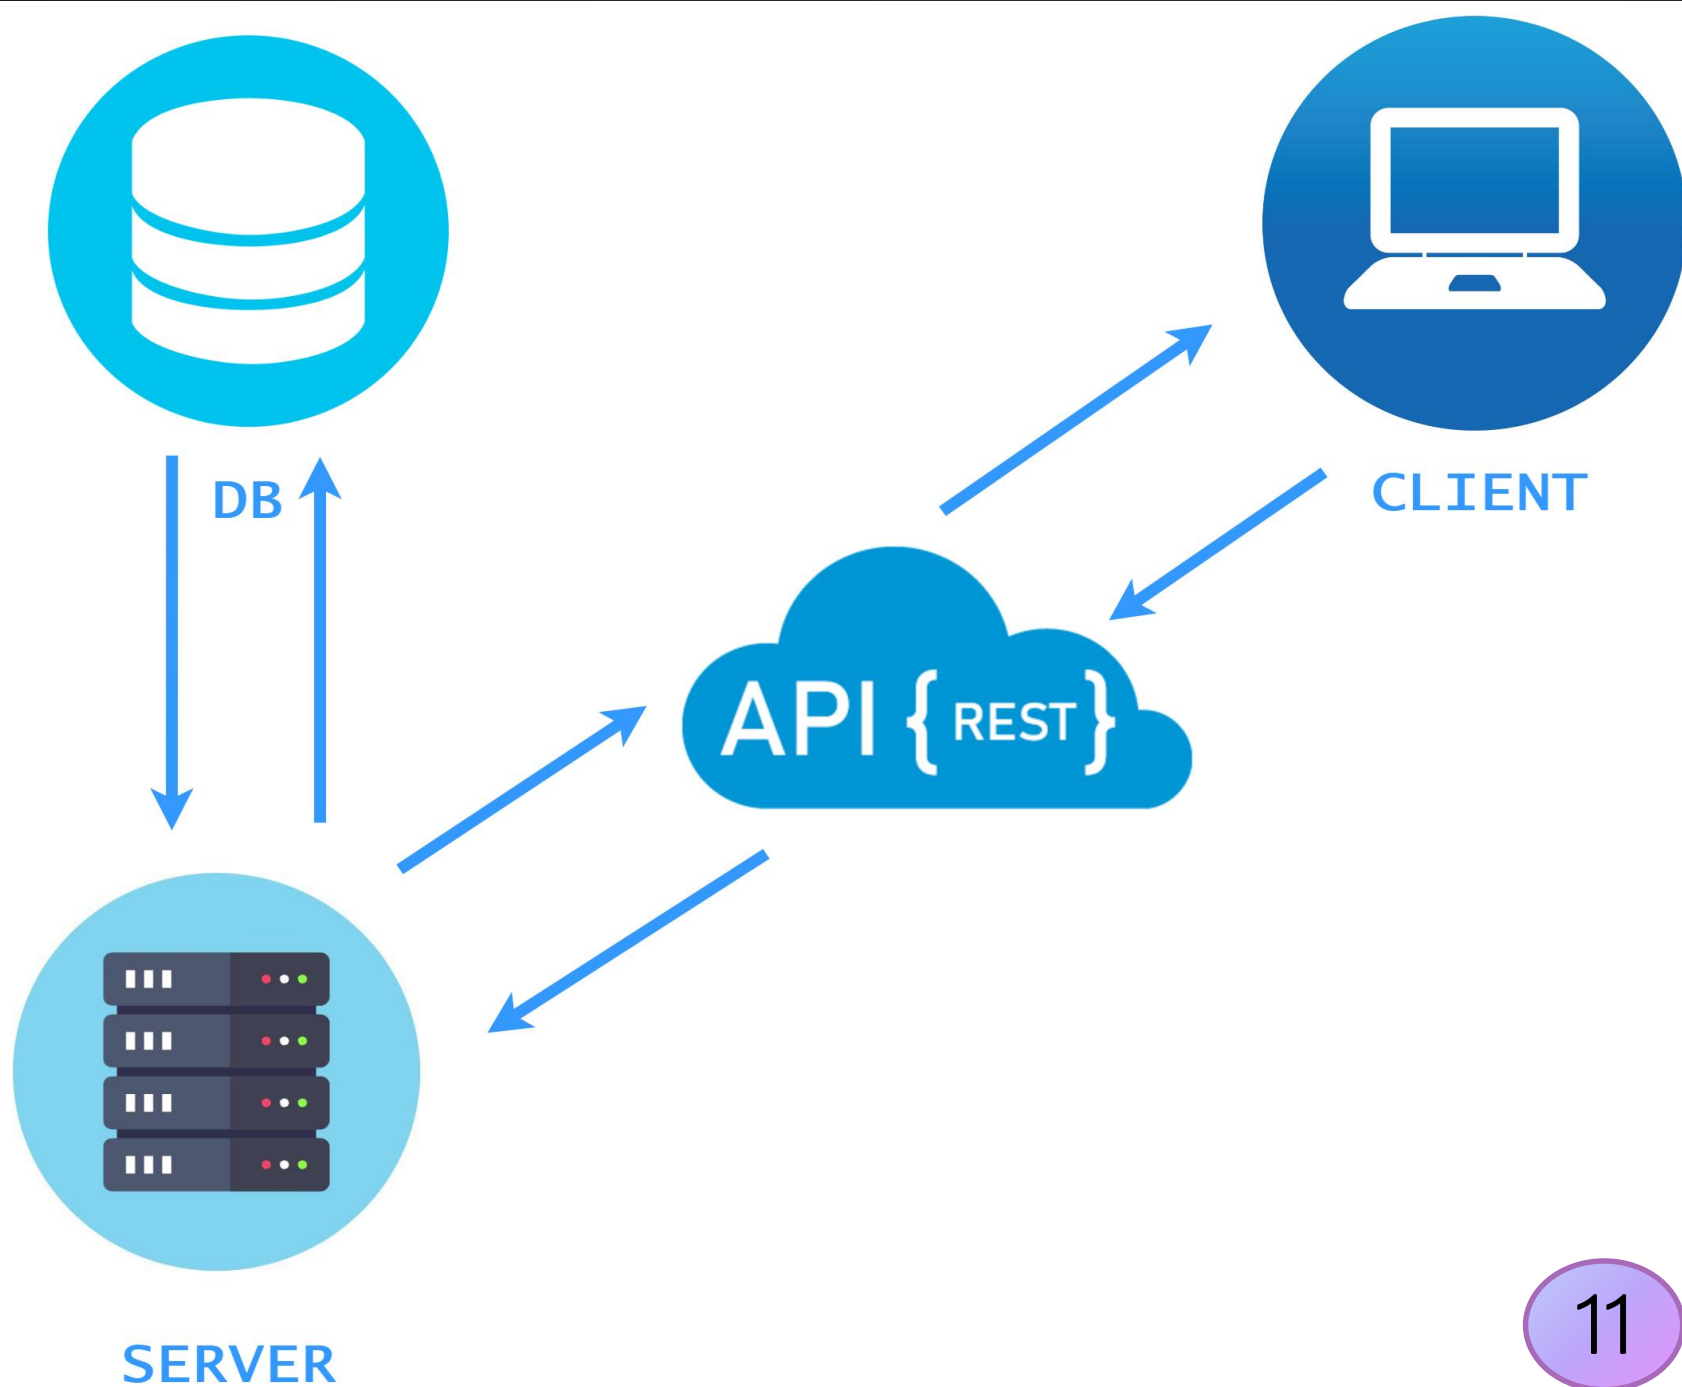 DB
CLIENT
API { REST }
SERVER
11